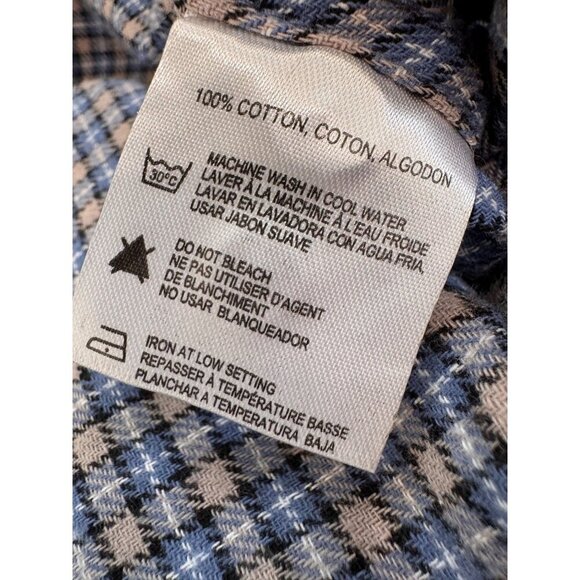 100% COTTON, COTON, ALGODON
30°C
MACHINE WASH IN COOL WATER
LAVER À LA MACHINE À L'EAU FROIDE
LAVAR EN LAVADORA CON AGUA FRIA,
USAR JABON SUAVE
DO NOT BLEACH
NE PAS UTILISER D'AGENT
DE BLANCHIMENT
NO USAR BLANQUEADOR
IRON AT LOW SETTING
REPASSER À TEMPÉRATURE BASSE
PLANCHAR A TEMPERATURA BAJA